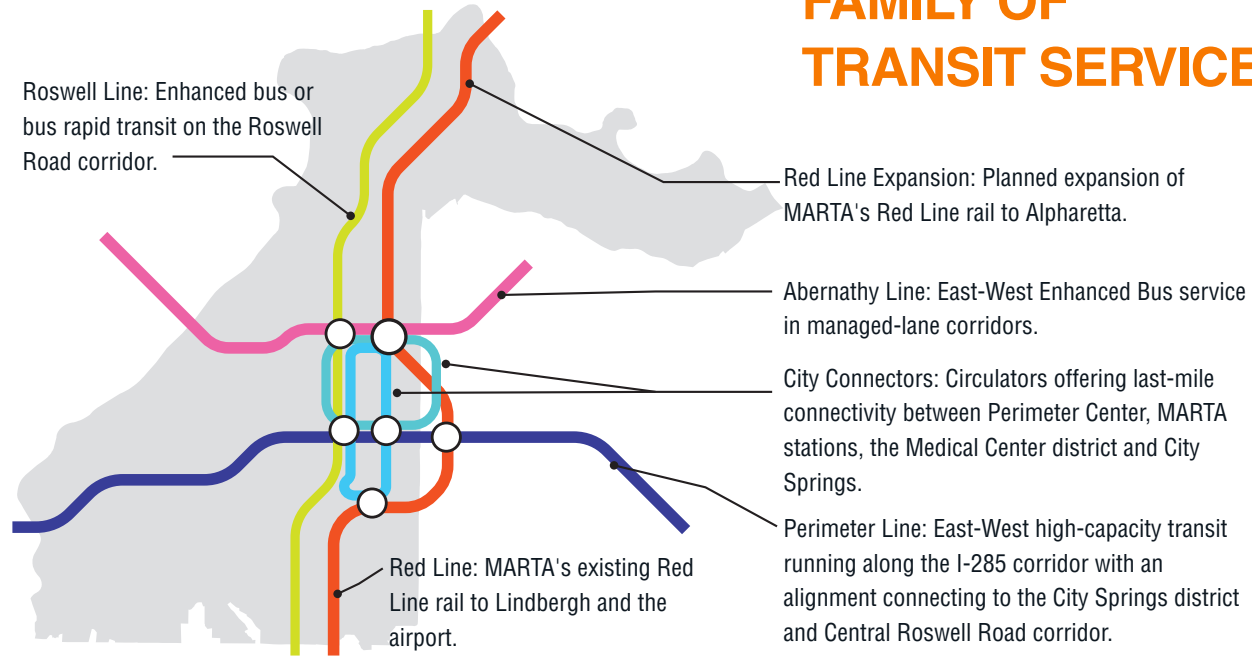 FAMILY OF
TRANSIT SERVICE
Roswell Line: Enhanced bus or
bus rapid transit on the Roswell
Road corridor.
Red Line Expansion: Planned expansion of
MARTA's Red Line rail to Alpharetta.
Abernathy Line: East-West Enhanced Bus service
in managed-lane corridors.
City Connectors: Circulators offering last-mile
connectivity between Perimeter Center, MARTA
stations, the Medical Center district and City
Springs.
Perimeter Line: East-West high-capacity transit
running along the I-285 corridor with an
alignment connecting to the City Springs district
and Central Roswell Road corridor.
Red Line: MARTA's existing Red
Line rail to Lindbergh and the
airport.